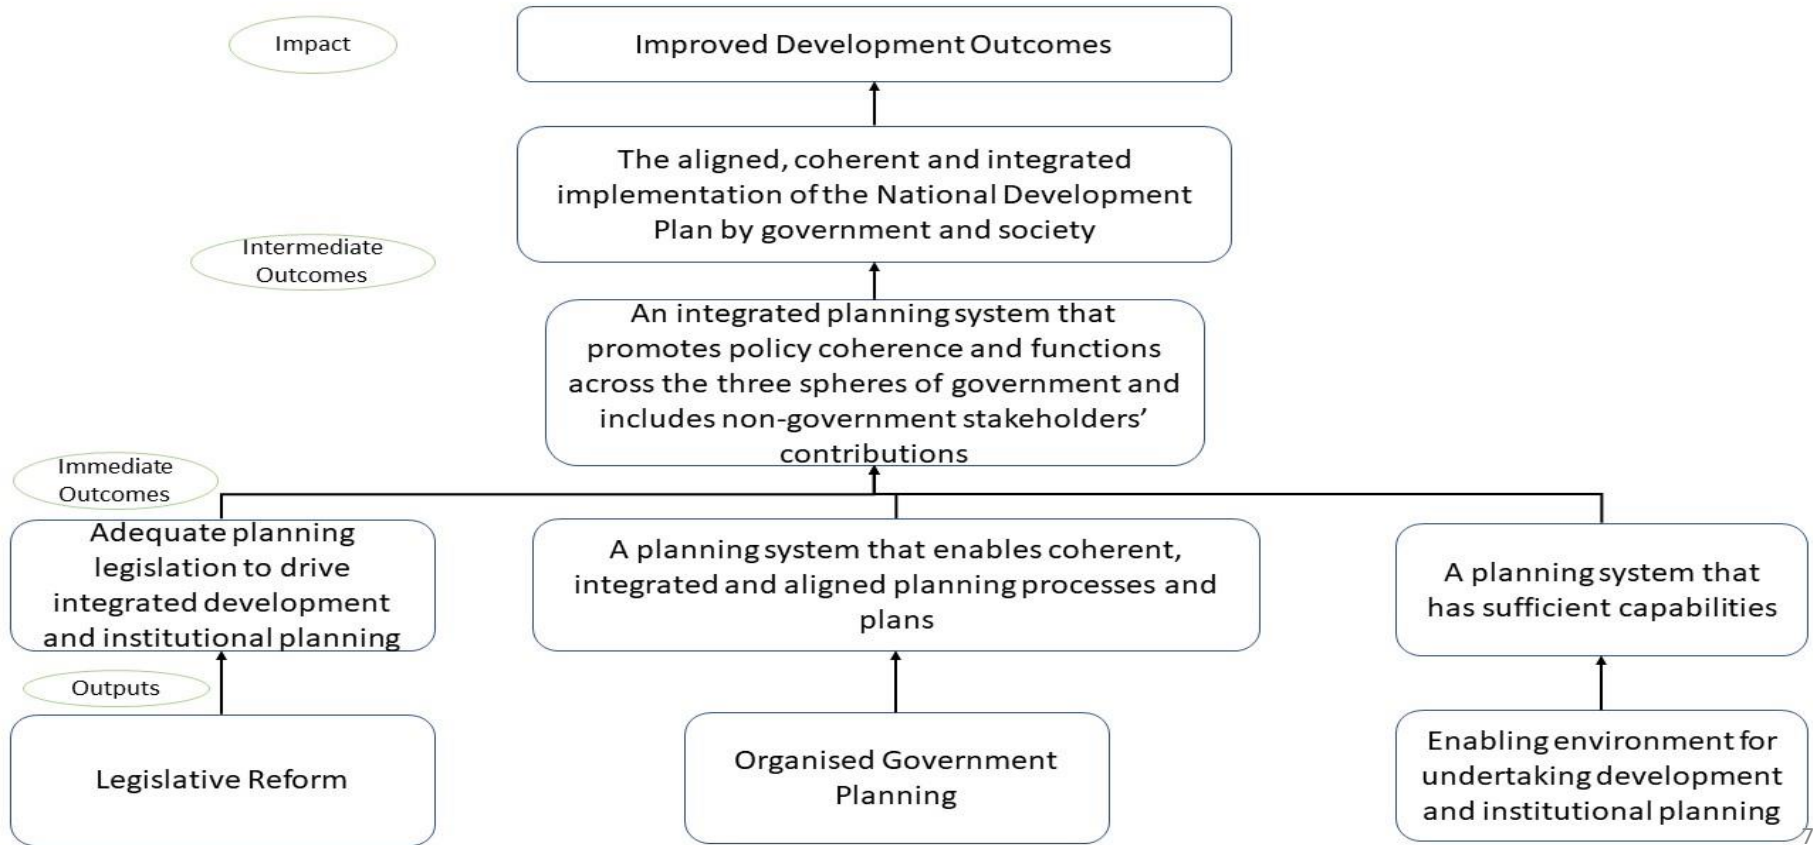 Impact
Improved Development Outcomes
The aligned, coherent and integrated
implementation of the National Development
Plan by government and society
Intermediate
Outcomes
An integrated planning system that
promotes policy coherence and functions
across the three spheres of government and
includes non-government stakeholders’
contributions
Immediate
Outcomes
Adequate planning
legislation to drive
integrated development
and institutional planning
A planning system that enables coherent,
integrated and aligned planning processes and
plans
A planning system that
has sufficient capabilities
Outputs
Legislative Reform
Organised Government
Planning
Enabling environment for
undertaking development
and institutional planning
7